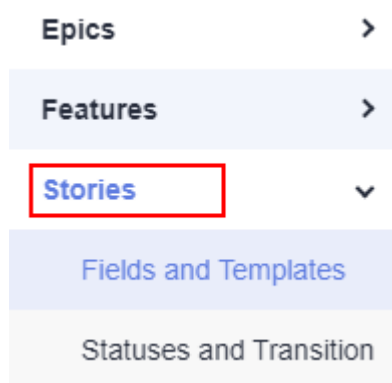 Epics
Features
Stories
Fields and Templates
Statuses and Transition